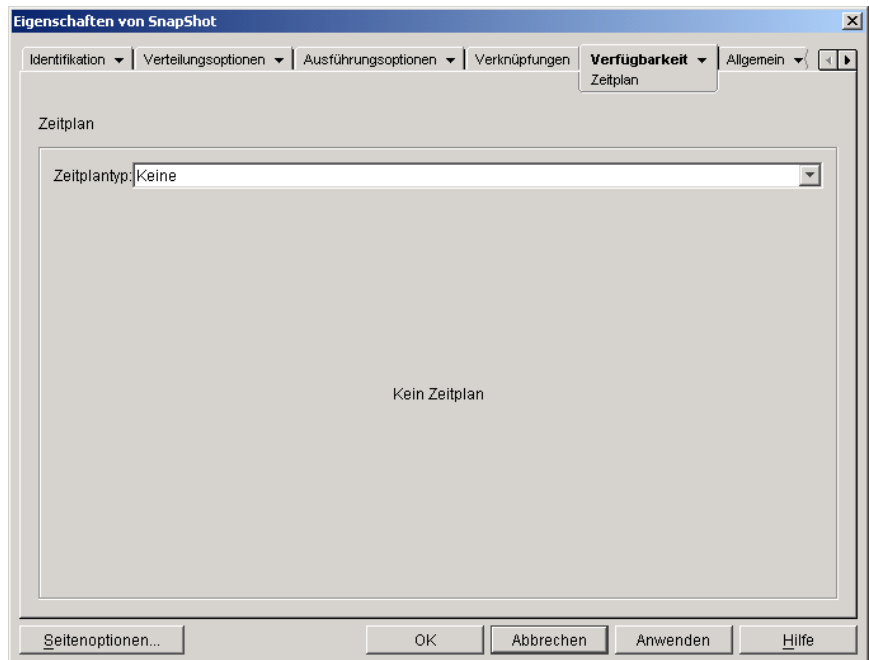 Eigenschaften von SnapShot
Identifikation Verteilungsoptionen Ausführungsoptionen Verknüpfungen Verfügbarkeit Allgemein
Zeitplan
Zeitplan
Zeitplantyp: Keine
Kein Zeitplan
Seitenoptionen... OK Abbrechen Anwenden Hilfe